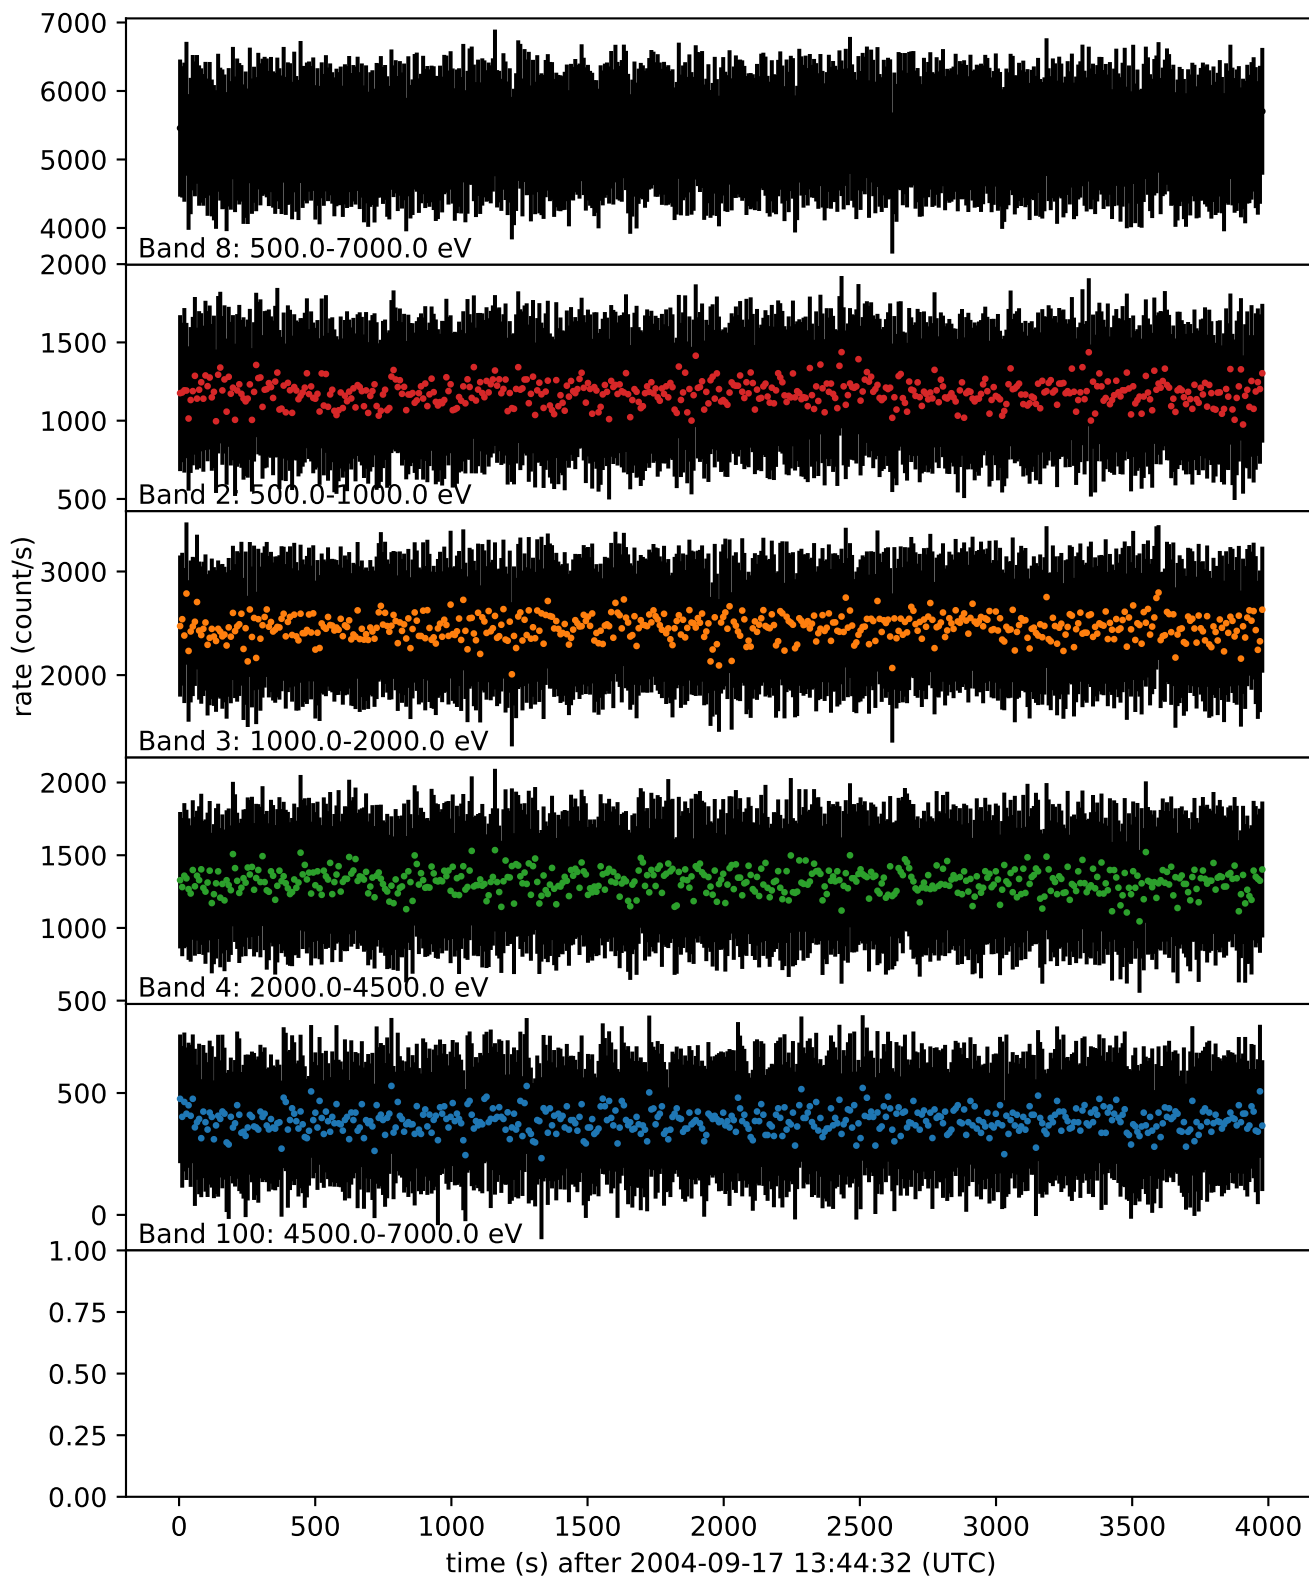 7000
6000
5000
4000
Band 8: 500.0-7000.0 eV
2000
1500
1000
500
Band 2: 500.0-1000.0 eV
3000
2000
Band 3: 1000.0-2000.0 eV
rate (count/s)
2000
1500
1000
500
Band 4: 2000.0-4500.0 eV
500
0
Band 100: 4500.0-7000.0 eV
1.00
0.75
0.50
0.25
0.00
0 500 1000 1500 2000 2500 3000 3500 4000
time (s) after 2004-09-17 13:44:32 (UTC)